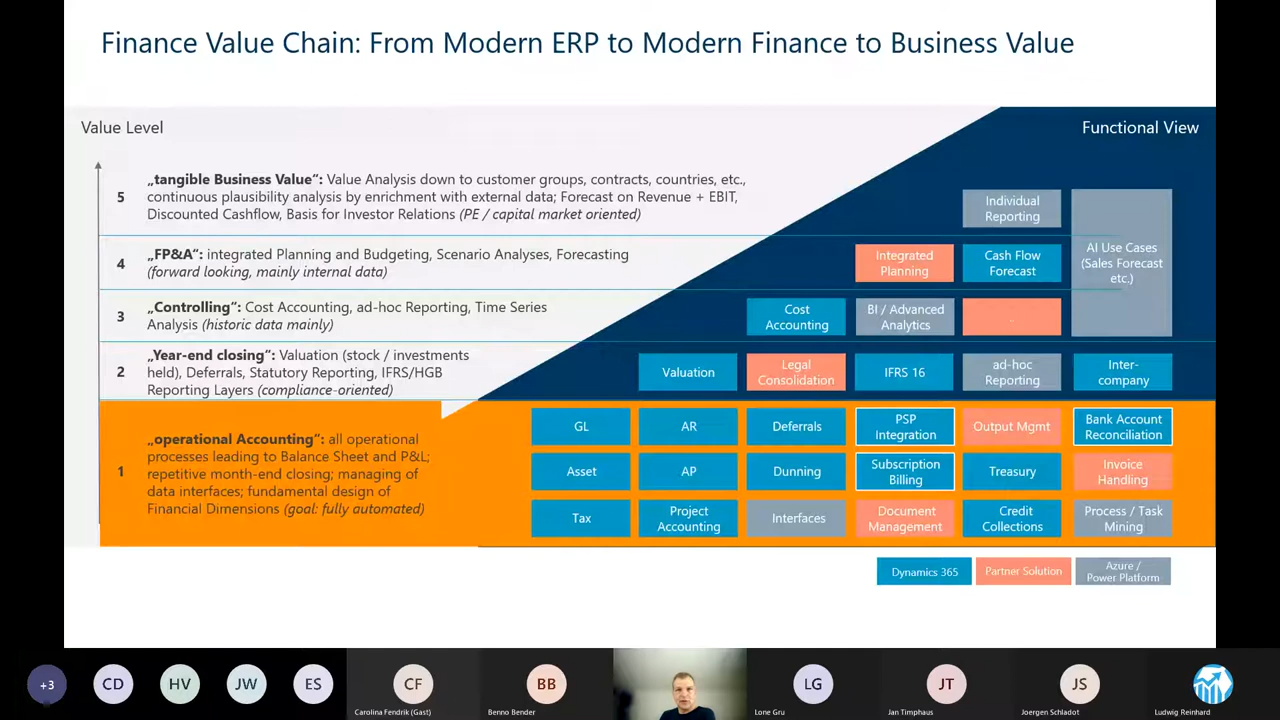 Finance Value Chain: From Modern ERP to Modern Finance to Business Value
Value Level
Functional View
5
„tangible Business Value“: Value Analysis down to customer groups, contracts, countries, etc.,
continuous plausibility analysis by enrichment with external data; Forecast on Revenue + EBIT,
Discounted Cashflow, Basis for Investor Relations (PE / capital market oriented)
Individual
Reporting
AI Use Cases
(Sales Forecast
etc.)
4
„FP&A“: integrated Planning and Budgeting, Scenario Analyses, Forecasting
(forward looking, mainly internal data)
Integrated
Planning
Cash Flow
Forecast
3
„Controlling“: Cost Accounting, ad-hoc Reporting, Time Series
Analysis (historic data mainly)
Cost
Accounting
BI / Advanced
Analytics
2
„Year-end closing“: Valuation (stock / investments
held), Deferrals, Statutory Reporting, IFRS/HGB
Reporting Layers (compliance-oriented)
Valuation
Legal
Consolidation
IFRS 16
ad-hoc
Reporting
Inter-
company
1
„operational Accounting“: all operational
processes leading to Balance Sheet and P&L;
repetitive month-end closing; managing of
data interfaces; fundamental design of
Financial Dimensions (goal: fully automated)
GL
AR
Deferrals
PSP
Integration
Output Mgmt
Bank Account
Reconciliation
Asset
AP
Dunning
Subscription
Billing
Treasury
Invoice
Handling
Tax
Project
Accounting
Interfaces
Document
Management
Credit
Collections
Process / Task
Mining
Dynamics 365
Partner Solution
Azure /
Power Platform
+3
CD
HV
JW
ES
CF
BB
LG
JT
JS
Carolina Fendrik (Gast)
Benno Bender
Lone Gru
Jan Timphaus
Joergen Schladot
Ludwig Reinhard